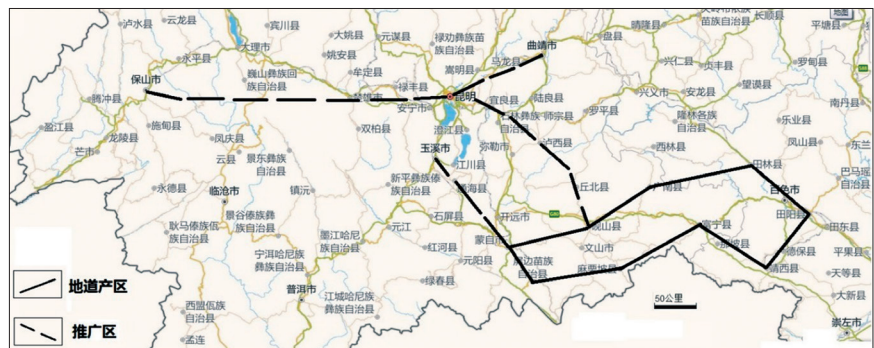 泸水县
云龙县
宾川县
大姚县
元谋县
禄劝彝族苗
族自治县
曲靖市
盘县
晴隆县
苗族自治县
长顺县
平塘县
地图
大理市
永平县
姚安县
马龙县
嵩明县
兴仁县
贞丰县
罗甸县
保山市
巍山彝族回
族自治县
牟定县
禄丰县
楚雄市
昆明
安宁市
宜良县
陆良县
兴义市
安龙县
望谟县
南丹县
腾冲县
施甸县
双柏县
澄江县
石林彝族
自治县
师宗县
罗平县
隆林各族
自治县
乐业县
盈江县
龙陵县
凤庆县
玉溪市
弥勒市
泸西县
西林县
凤山县
东兰
芒市
云县
景东彝族
自治县
江川县
田林县
巴马瑶
自治县
永德县
临沧市
镇沅
新平彝族傣
族自治县
通海县
丘北县
广南县
百色市
耿马傣族佤
族自治县
景谷傣族彝
族自治县
墨江哈尼
族自治县
元江
石屏县
开远市
砚山县
富宁县
田阳县
田东县
宁洱哈尼族
彝族自治县
红河县
蒙自市
文山市
那坡县
德保县
平果县
元阳县
屏边苗族
自治县
麻栗坡县
靖西县
天等县
地道产区
普洱市
江城哈尼族
彝族自治县
绿春县
50公里
大新县
西盟佤族
自治县
推广区
孟连
崇左市